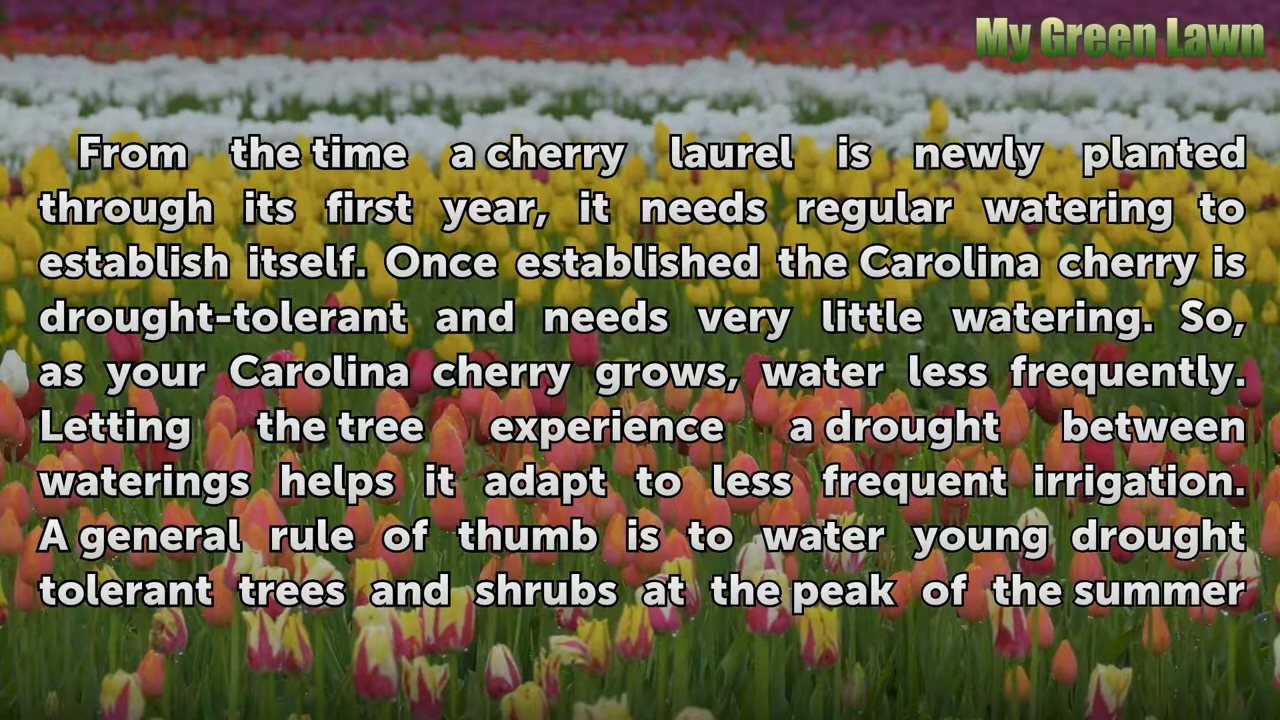 My Green Lawn
From the time a cherry laurel is newly planted
through its first year, it needs regular watering to
establish itself. Once established the Carolina cherry is
drought-tolerant and needs very little watering. So,
as your Carolina cherry grows, water less frequently.
Letting the tree experience a drought between
waterings helps it adapt to less frequent irrigation.
A general rule of thumb is to water young drought
tolerant trees and shrubs at the peak of the summer